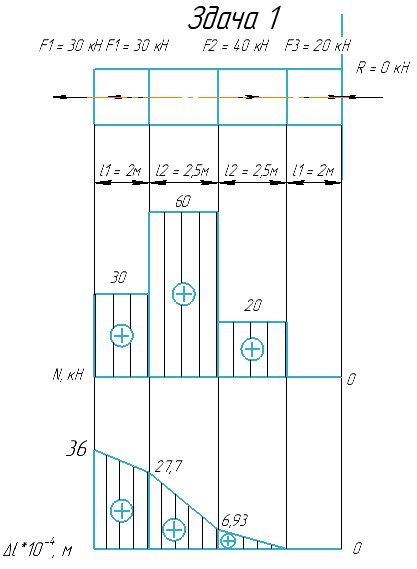 Здача 1
F1 = 30 кН F1 = 30 кН F2 = 40 кН F3 = 20 кН
R = 0 кН
l1 = 2м l2 = 2,5м l2 = 2,5м l1 = 2м
60
30
20
N, кН 0
36
27,7
6,93
Δl *10⁻⁴, м 0